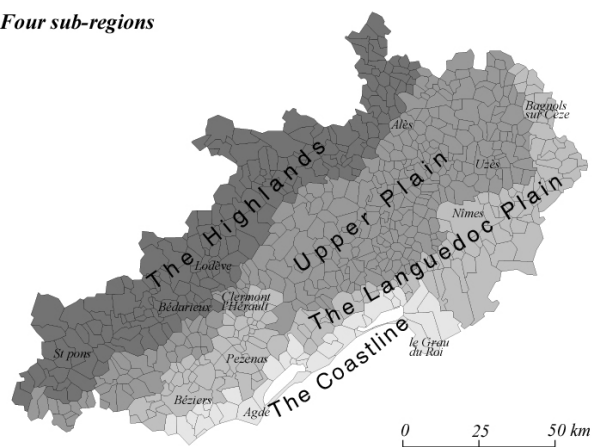 Four sub-regions
Bagnols
sur Cèze
Alès
Uzès
The Highlands
Upper Plain
Nîmes
The Languedoc Plain
Lodève
Clermont
l'Hérault
Bédarieux
The Coastline
le Grau
du Roi
St pons
Pezenas
Béziers
Agde
0 25 50 km